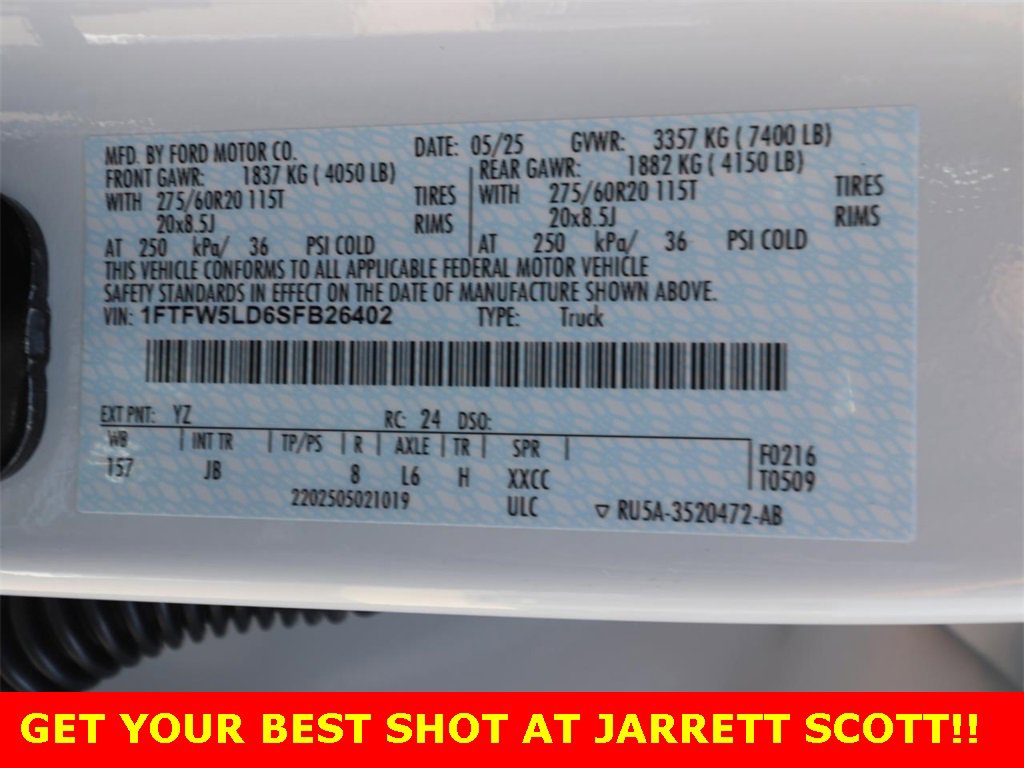 MFD. BY FORD MOTOR CO. DATE: 05/25 GVWR: 3357 KG ( 7400 LB)
FRONT GAWR: 1837 KG ( 4050 LB) REAR GAWR: 1882 KG ( 4150 LB)
WITH 275/60R20 115T TIRES WITH 275/60R20 115T TIRES
20x8.5J RIMS 20x8.5J RIMS
AT 250 kPa/ 36 PSI COLD AT 250 kPa/ 36 PSI COLD
THIS VEHICLE CONFORMS TO ALL APPLICABLE FEDERAL MOTOR VEHICLE
SAFETY STANDARDS IN EFFECT ON THE DATE OF MANUFACTURE SHOWN ABOVE.
VIN: 1FTFW5LD6SFB26402 TYPE: Truck
EXT PNT: YZ RC: 24 DSO:
WB | INT TR | TP/PS | R | AXLE | TR | SPR | F0216
157 JB 8 L6 H XXCC T0509
2202505021019 ULC ▽ RU5A-3520472-AB
GET YOUR BEST SHOT AT JARRETT SCOTT!!